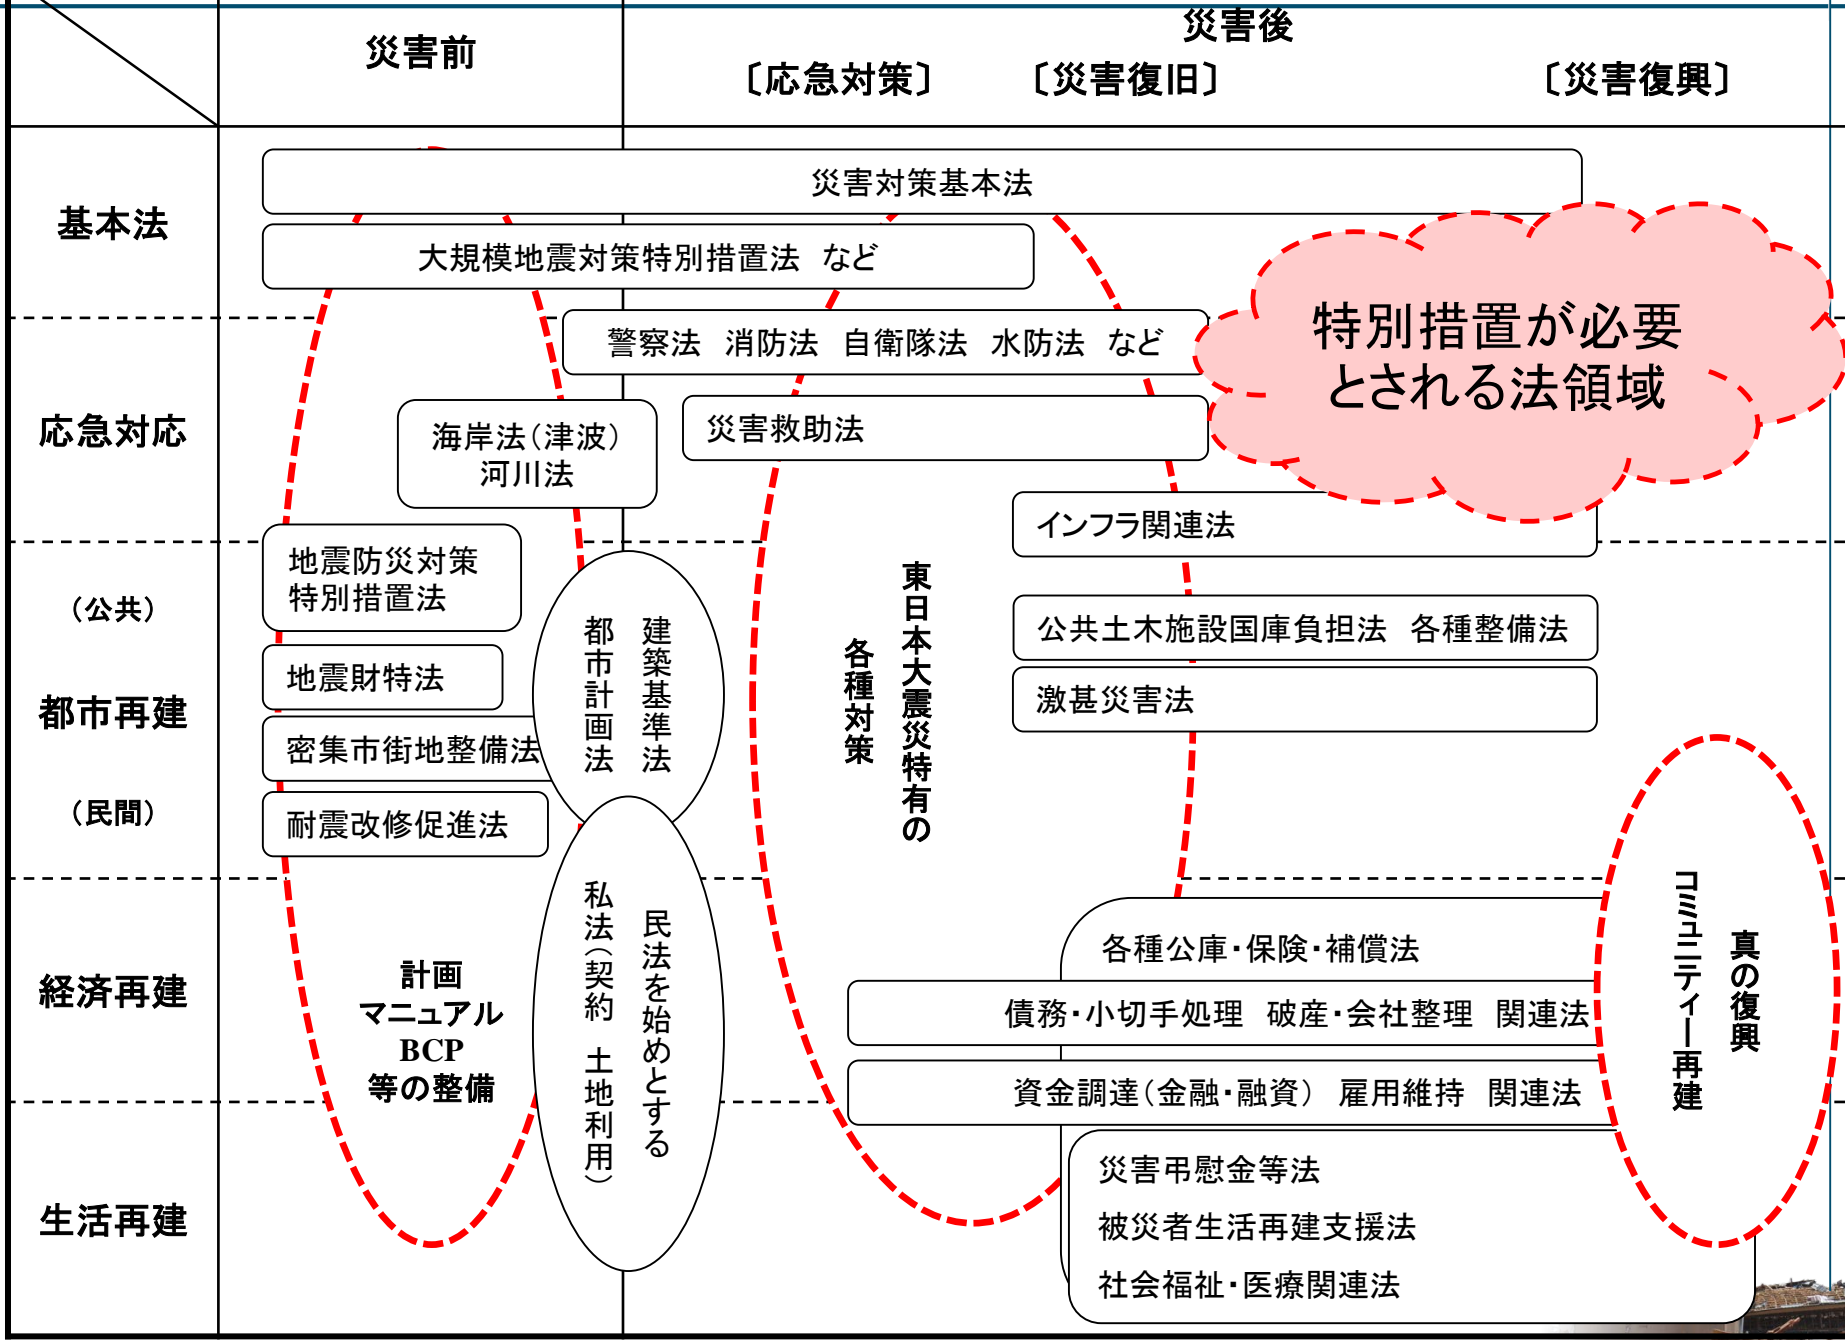 災害前
災害後
〔応急対策〕
〔災害復旧〕
〔災害復興〕
基本法
災害対策基本法
大規模地震対策特別措置法　など
特別措置が必要
とされる法領域
応急対応
警察法　消防法　自衛隊法　水防法　など
海岸法（津波）
河川法
災害救助法
インフラ関連法
（公共）
都市再建
（民間）
地震防災対策
特別措置法
地震財特法
密集市街地整備法
耐震改修促進法
建築基準法
都市計画法
東日本大震災特有の
各種対策
公共土木施設国庫負担法　各種整備法
激甚災害法
経済再建
計画
マニュアル
BCP
等の整備
民法を始めとする
私法（契約　土地利用）
各種公庫・保険・補償法
債務・小切手処理　破産・会社整理　関連法
資金調達（金融・融資）　雇用維持　関連法
真の復興
コミュニティー再建
生活再建
災害弔慰金等法
被災者生活再建支援法
社会福祉・医療関連法